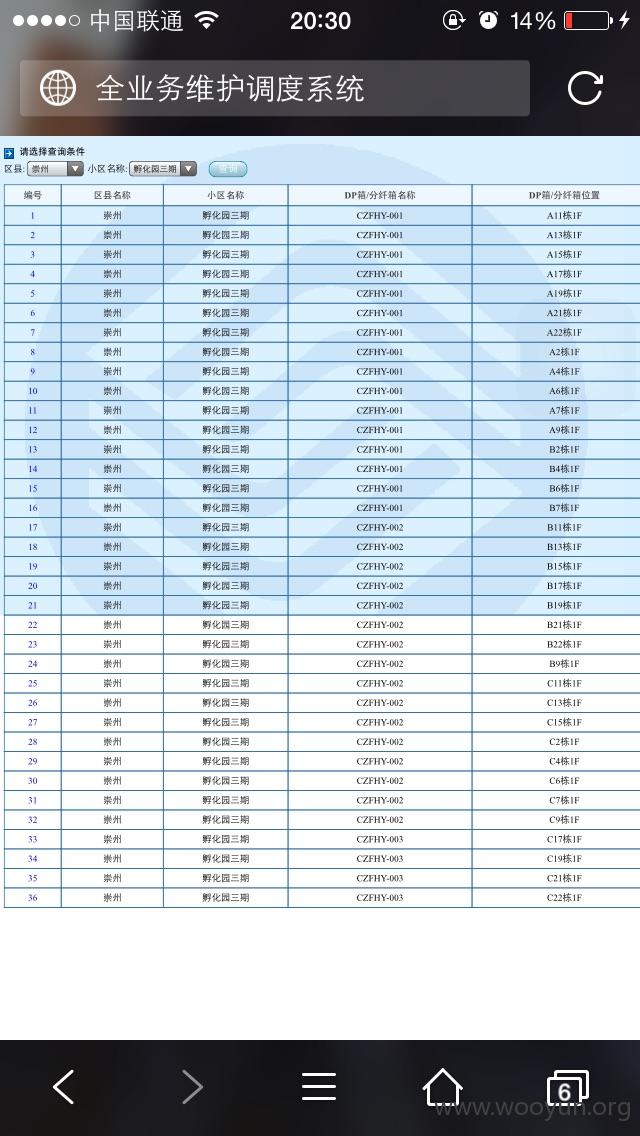 中国联通 20:30 14%
全业务维护调度系统
请选择查询条件
区县: 崇州 小区名称: 孵化园三期 查询
编号 区县名称 小区名称 DP箱/分纤箱名称 DP箱/分纤箱位置
1 崇州 孵化园三期 CZFHY-001 A11栋1F
2 崇州 孵化园三期 CZFHY-001 A13栋1F
3 崇州 孵化园三期 CZFHY-001 A15栋1F
4 崇州 孵化园三期 CZFHY-001 A17栋1F
5 崇州 孵化园三期 CZFHY-001 A19栋1F
6 崇州 孵化园三期 CZFHY-001 A21栋1F
7 崇州 孵化园三期 CZFHY-001 A22栋1F
8 崇州 孵化园三期 CZFHY-001 A2栋1F
9 崇州 孵化园三期 CZFHY-001 A4栋1F
10 崇州 孵化园三期 CZFHY-001 A6栋1F
11 崇州 孵化园三期 CZFHY-001 A7栋1F
12 崇州 孵化园三期 CZFHY-001 A9栋1F
13 崇州 孵化园三期 CZFHY-001 B2栋1F
14 崇州 孵化园三期 CZFHY-001 B4栋1F
15 崇州 孵化园三期 CZFHY-001 B6栋1F
16 崇州 孵化园三期 CZFHY-001 B7栋1F
17 崇州 孵化园三期 CZFHY-002 B11栋1F
18 崇州 孵化园三期 CZFHY-002 B13栋1F
19 崇州 孵化园三期 CZFHY-002 B15栋1F
20 崇州 孵化园三期 CZFHY-002 B17栋1F
21 崇州 孵化园三期 CZFHY-002 B19栋1F
22 崇州 孵化园三期 CZFHY-002 B21栋1F
23 崇州 孵化园三期 CZFHY-002 B22栋1F
24 崇州 孵化园三期 CZFHY-002 B9栋1F
25 崇州 孵化园三期 CZFHY-002 C11栋1F
26 崇州 孵化园三期 CZFHY-002 C13栋1F
27 崇州 孵化园三期 CZFHY-002 C15栋1F
28 崇州 孵化园三期 CZFHY-002 C2栋1F
29 崇州 孵化园三期 CZFHY-002 C4栋1F
30 崇州 孵化园三期 CZFHY-002 C6栋1F
31 崇州 孵化园三期 CZFHY-002 C7栋1F
32 崇州 孵化园三期 CZFHY-002 C9栋1F
33 崇州 孵化园三期 CZFHY-003 C17栋1F
34 崇州 孵化园三期 CZFHY-003 C19栋1F
35 崇州 孵化园三期 CZFHY-003 C21栋1F
36 崇州 孵化园三期 CZFHY-003 C22栋1F
6
www.wooyun.org